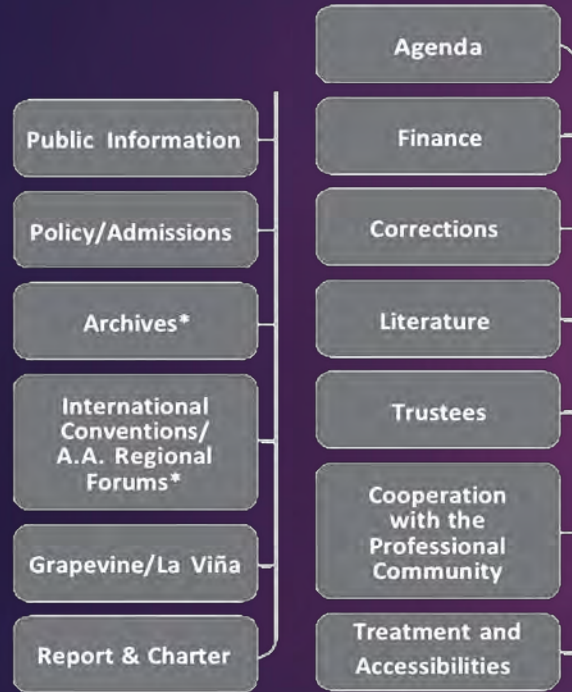 Public Information
Policy/Admissions
Archives*
International
Conventions/
A.A. Regional
Forums*
Grapevine/La Viña
Report & Charter
Agenda
Finance
Corrections
Literature
Trustees
Cooperation
with the
Professional
Community
Treatment and
Accessibilities